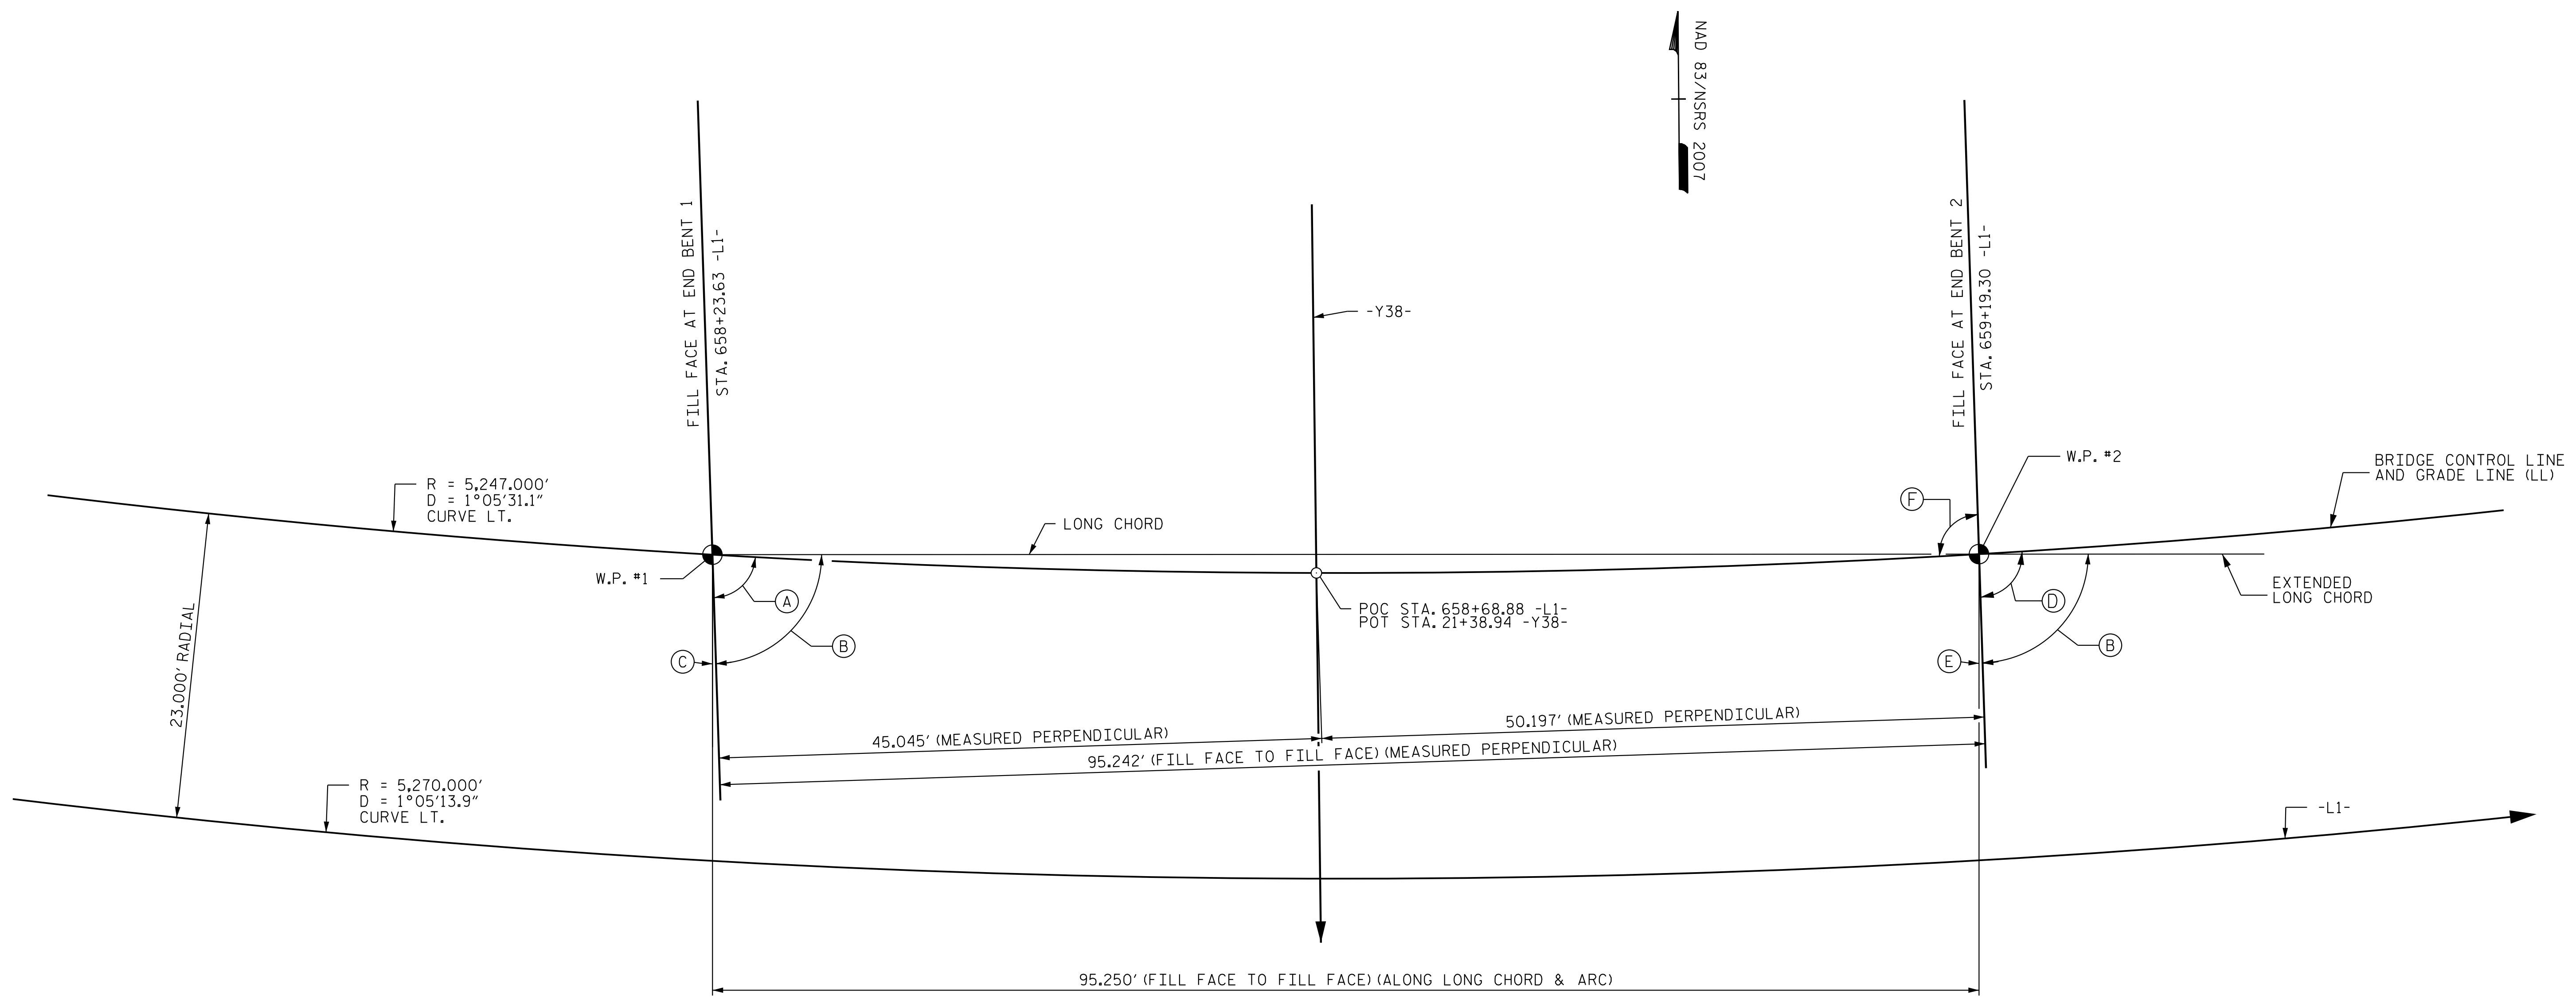 NAD 83/NSRS 2007
FILL FACE AT END BENT 1
STA. 658+23.63 -L1-
-Y38-
FILL FACE AT END BENT 2
STA. 659+19.30 -L1-
R = 5,247.000'
D = 1°05'31.1"
CURVE LT.
LONG CHORD
F
W.P. #2
BRIDGE CONTROL LINE
AND GRADE LINE (LL)
W.P. #1
A
B
C
POC STA. 658+68.88 -L1-
POT STA. 21+38.94 -Y38-
D
B
E
EXTENDED
LONG CHORD
23.000' RADIAL
45.045' (MEASURED PERPENDICULAR)
50.197' (MEASURED PERPENDICULAR)
95.242' (FILL FACE TO FILL FACE) (MEASURED PERPENDICULAR)
R = 5,270.000'
D = 1°05'13.9"
CURVE LT.
-L1-
95.250' (FILL FACE TO FILL FACE) (ALONG LONG CHORD & ARC)